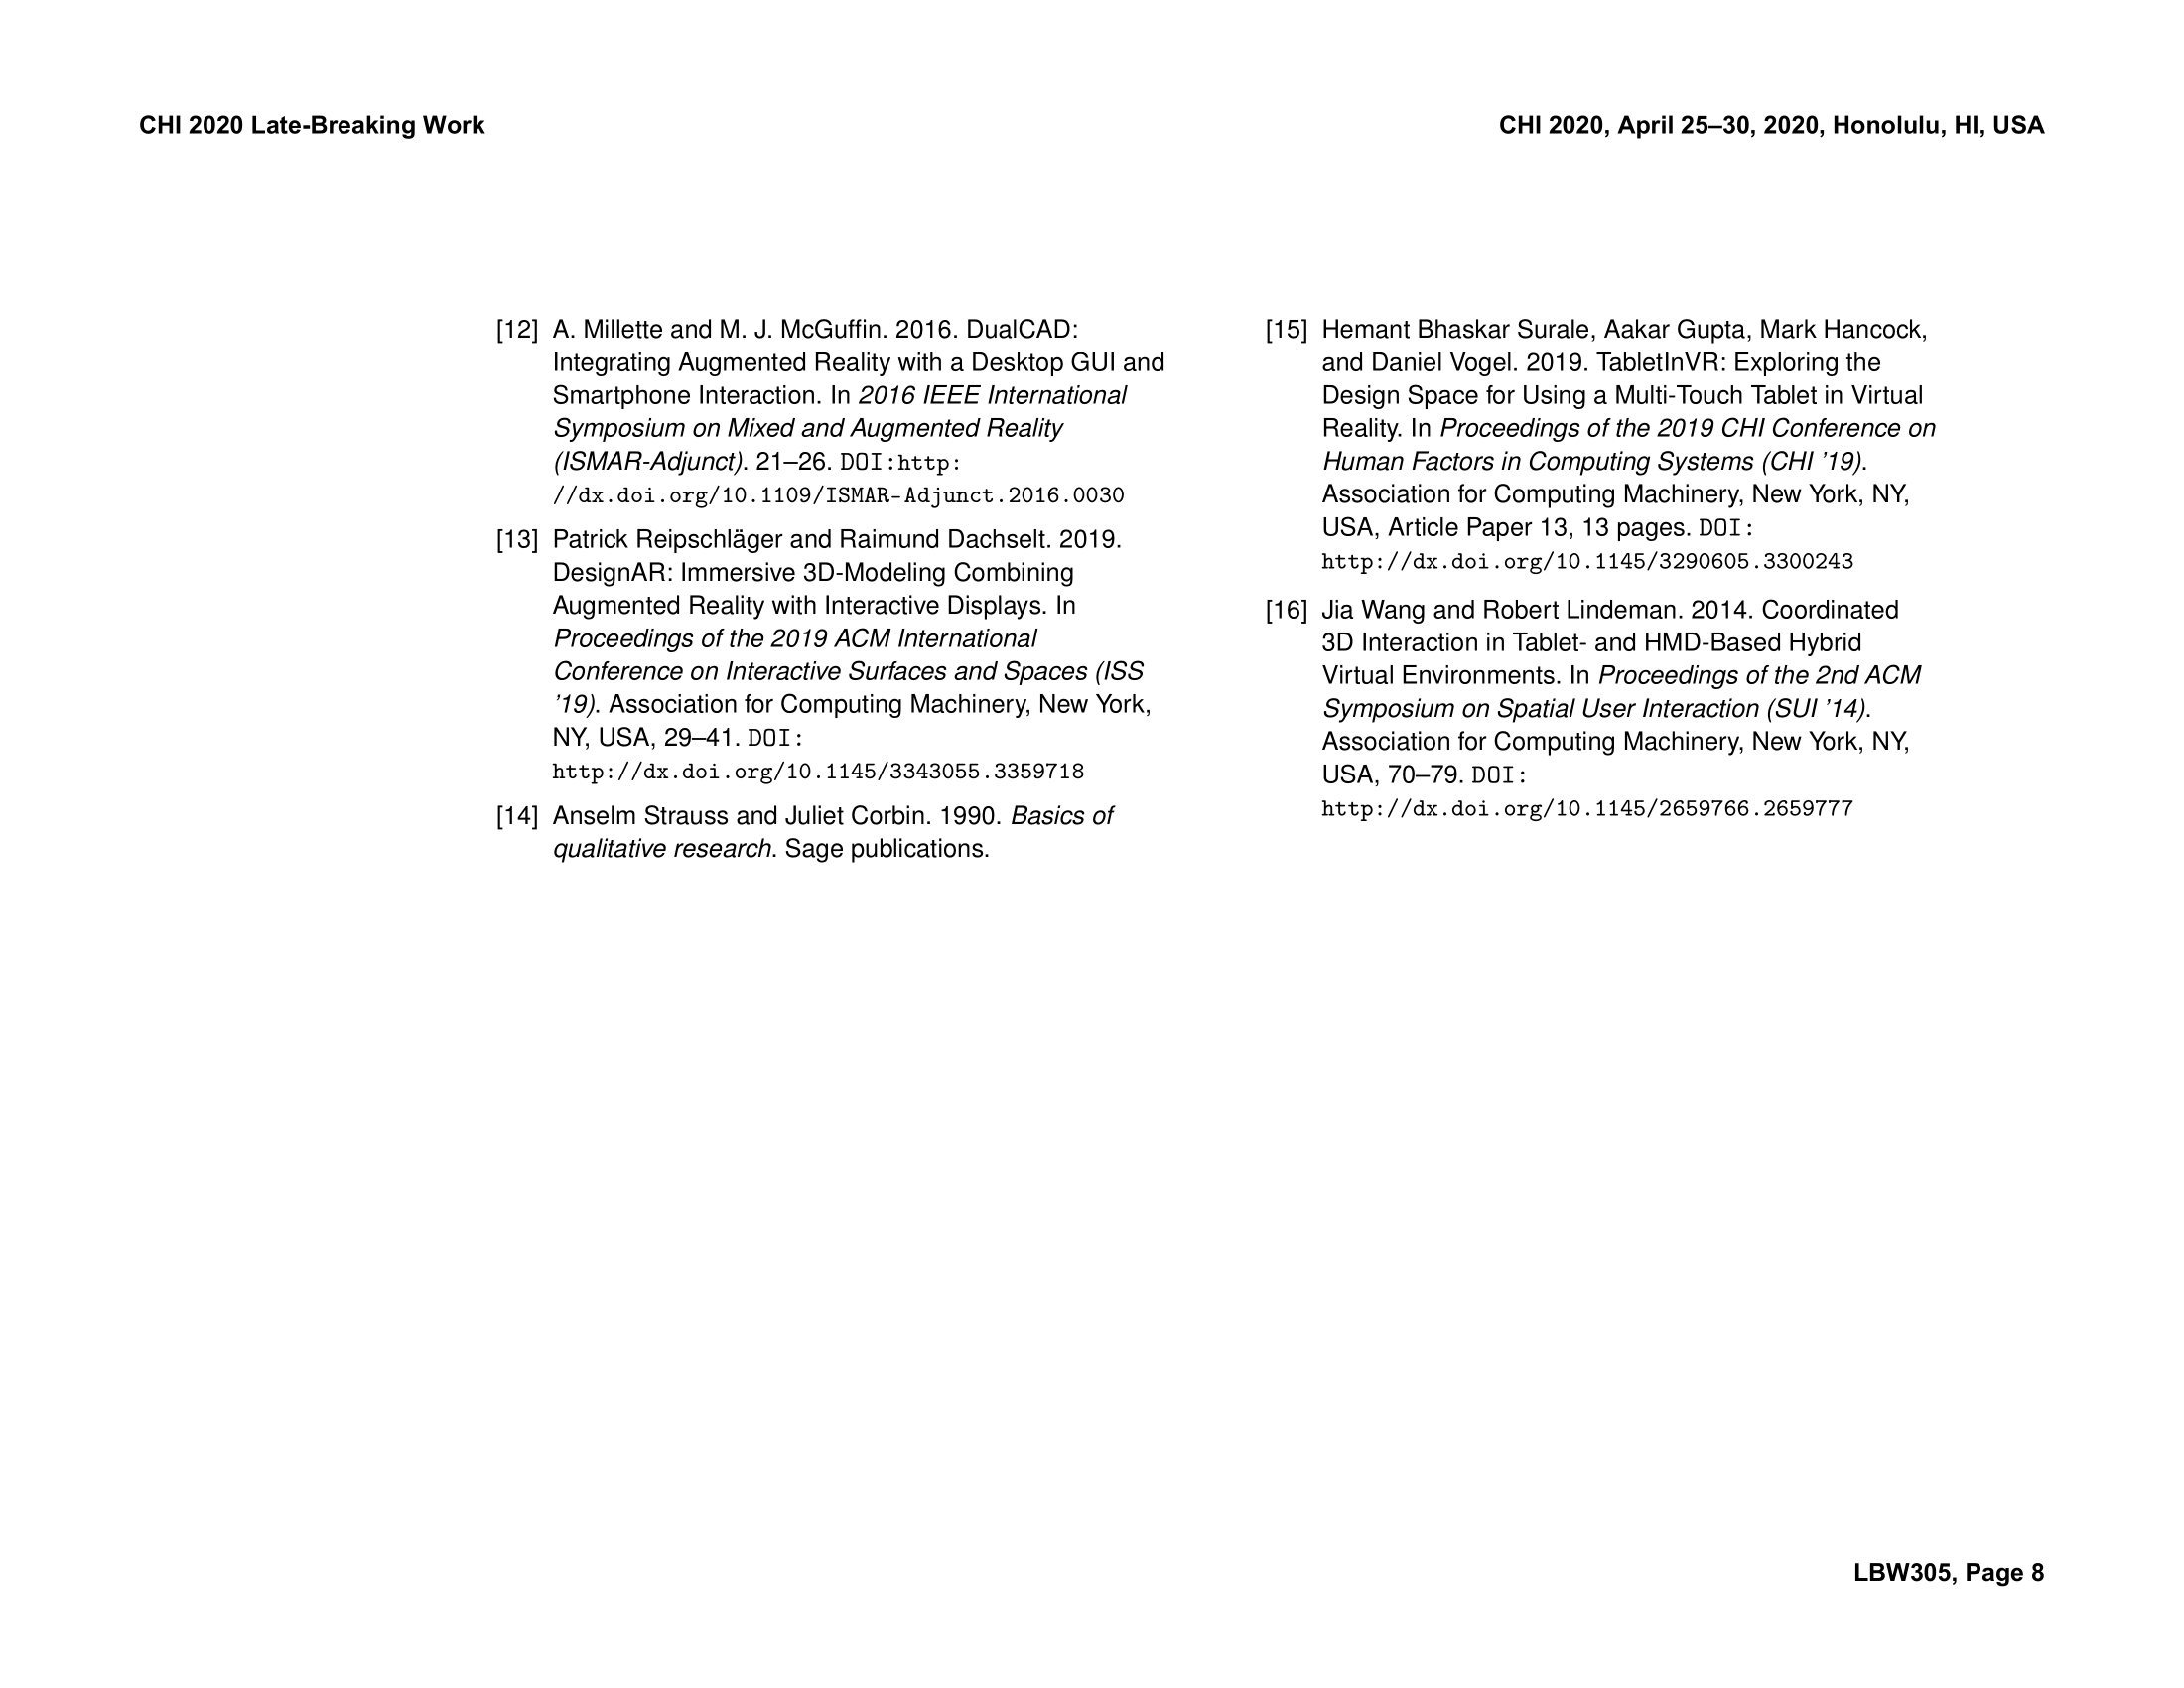 CHI 2020 Late-Breaking Work
CHI 2020, April 25–30, 2020, Honolulu, HI, USA
[12] A. Millette and M. J. McGuffin. 2016. DualCAD:
Integrating Augmented Reality with a Desktop GUI and
Smartphone Interaction. In 2016 IEEE International
Symposium on Mixed and Augmented Reality
(ISMAR-Adjunct). 21–26. DOI:http:
//dx.doi.org/10.1109/ISMAR-Adjunct.2016.0030
[13] Patrick Reipschläger and Raimund Dachselt. 2019.
DesignAR: Immersive 3D-Modeling Combining
Augmented Reality with Interactive Displays. In
Proceedings of the 2019 ACM International
Conference on Interactive Surfaces and Spaces (ISS
’19). Association for Computing Machinery, New York,
NY, USA, 29–41. DOI:
http://dx.doi.org/10.1145/3343055.3359718
[14] Anselm Strauss and Juliet Corbin. 1990. Basics of
qualitative research. Sage publications.
[15] Hemant Bhaskar Surale, Aakar Gupta, Mark Hancock,
and Daniel Vogel. 2019. TabletInVR: Exploring the
Design Space for Using a Multi-Touch Tablet in Virtual
Reality. In Proceedings of the 2019 CHI Conference on
Human Factors in Computing Systems (CHI ’19).
Association for Computing Machinery, New York, NY,
USA, Article Paper 13, 13 pages. DOI:
http://dx.doi.org/10.1145/3290605.3300243
[16] Jia Wang and Robert Lindeman. 2014. Coordinated
3D Interaction in Tablet- and HMD-Based Hybrid
Virtual Environments. In Proceedings of the 2nd ACM
Symposium on Spatial User Interaction (SUI ’14).
Association for Computing Machinery, New York, NY,
USA, 70–79. DOI:
http://dx.doi.org/10.1145/2659766.2659777
LBW305, Page 8